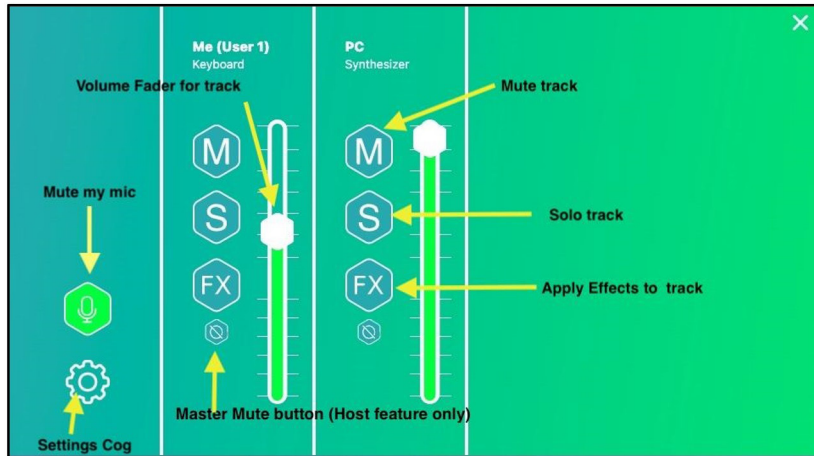 Me (User 1)
Keyboard
PC
Synthesizer
Volume Fader for track
Mute track
M
M
Mute my mic
S
S
Solo track
FX
FX
Apply Effects to  track
Master Mute button (Host feature only)
Settings Cog